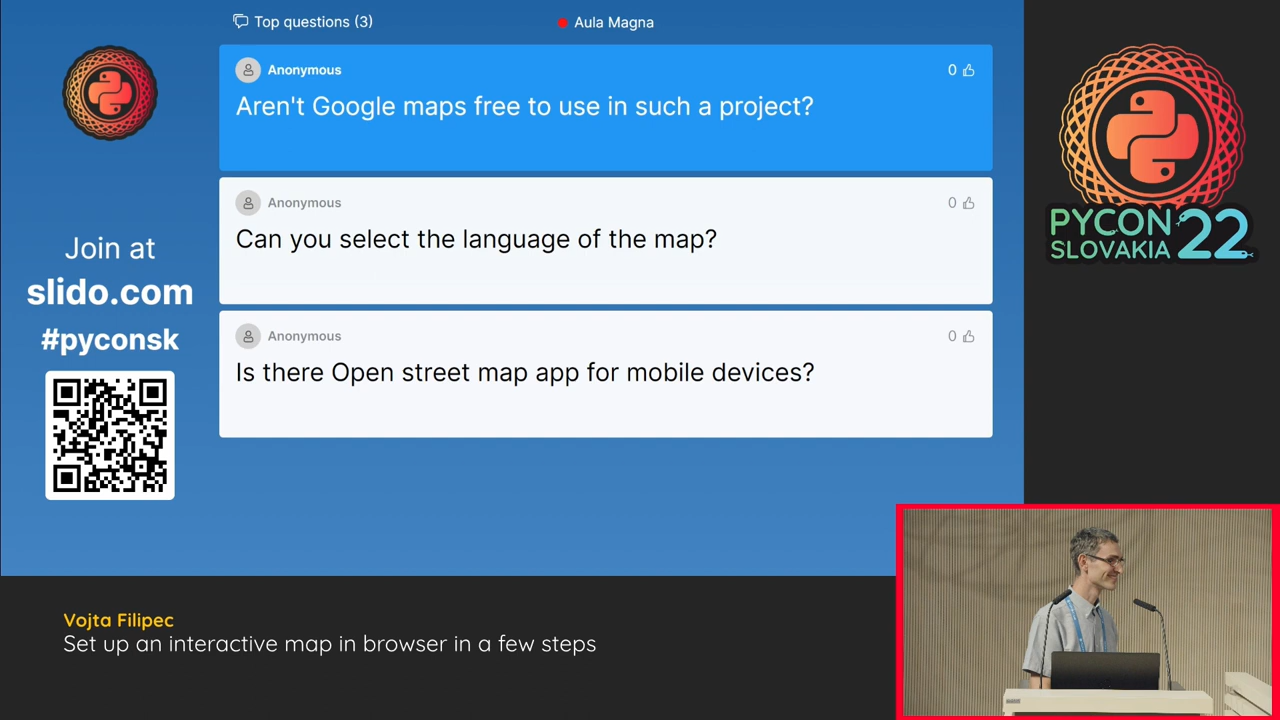 Top questions (3)
Aula Magna
Anonymous
0
Aren't Google maps free to use in such a project?
Anonymous
0
Can you select the language of the map?
Anonymous
0
Is there Open street map app for mobile devices?
Join at
slido.com
#pyconsk
PYCON
SLOVAKIA
22
Vojta Filipec
Set up an interactive map in browser in a few steps